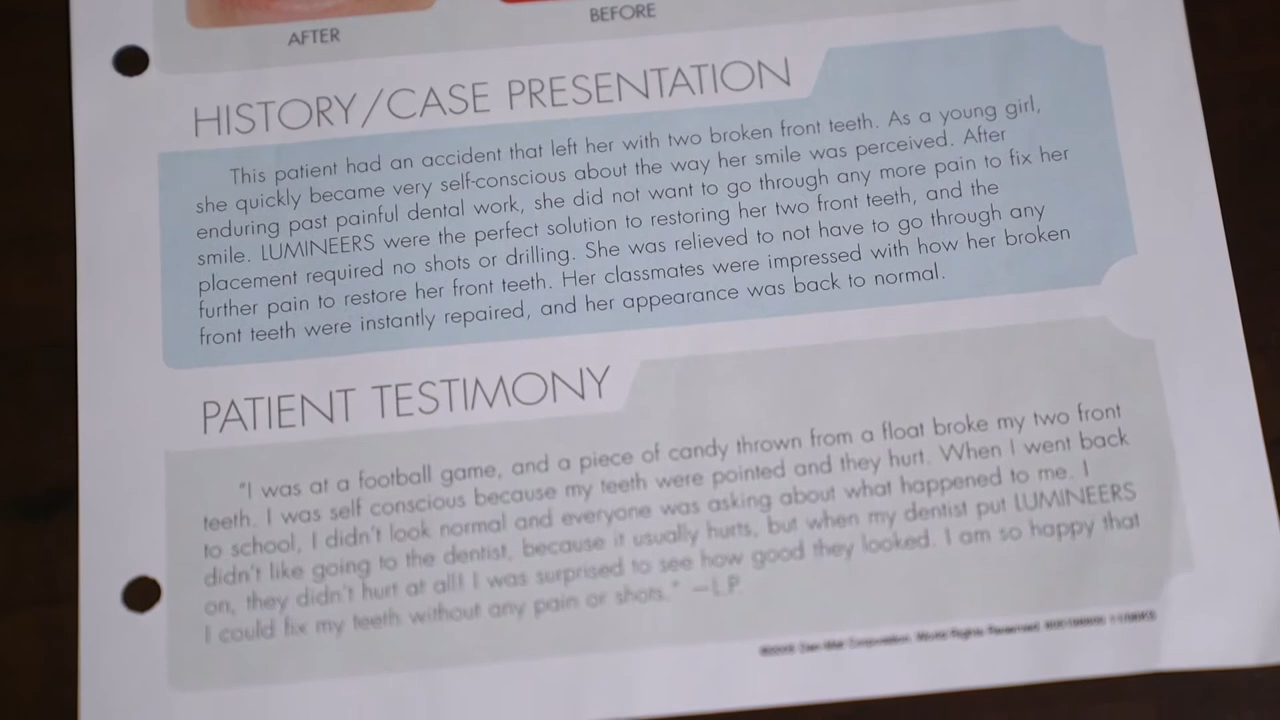 AFTER
BEFORE
HISTORY/CASE PRESENTATION
This patient had an accident that left her with two broken front teeth. As a young girl,
she quickly became very self-conscious about the way her smile was perceived. After
enduring past painful dental work, she did not want to go through any more pain to fix her
smile. LUMINEERS were the perfect solution to restoring her two front teeth, and the
placement required no shots or drilling. She was relieved to not have to go through any
further pain to restore her front teeth. Her classmates were impressed with how her broken
front teeth were instantly repaired, and her appearance was back to normal.
PATIENT TESTIMONY
"I was at a football game, and a piece of candy thrown from a float broke my two front
teeth. I was self conscious because my teeth were pointed and they hurt. When I went back
to school, I didn't look normal and everyone was asking about what happened to me. I
didn't like going to the dentist, because it usually hurts, but when my dentist put LUMINEERS
on, they didn't hurt at all! I was surprised to see how good they looked. I am so happy that
I could fix my teeth without any pain or shots." —L.P.
Corporation. World Rights Reserved.